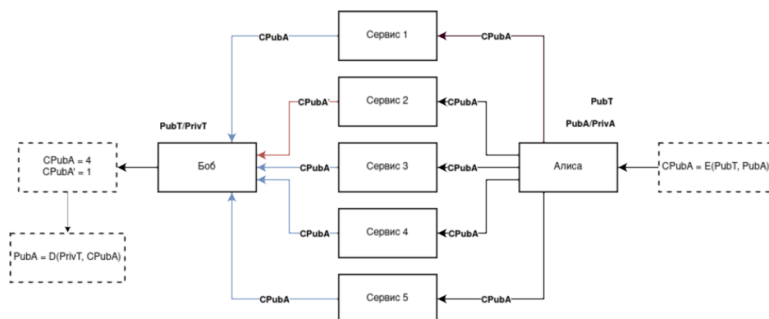 Сервис 1
CPubA
CPubA
Сервис 2
CPubA'
CPubA
PubT
PubT/PrivT
PubA/PrivA
CPubA = 4
CPubA' = 1
Боб
CPubA
Сервис 3
CPubA
Алиса
CPubA = E(PubT, PubA)
CPubA
Сервис 4
CPubA
PubA = D(PrivT, CPubA)
CPubA
Сервис 5
CPubA